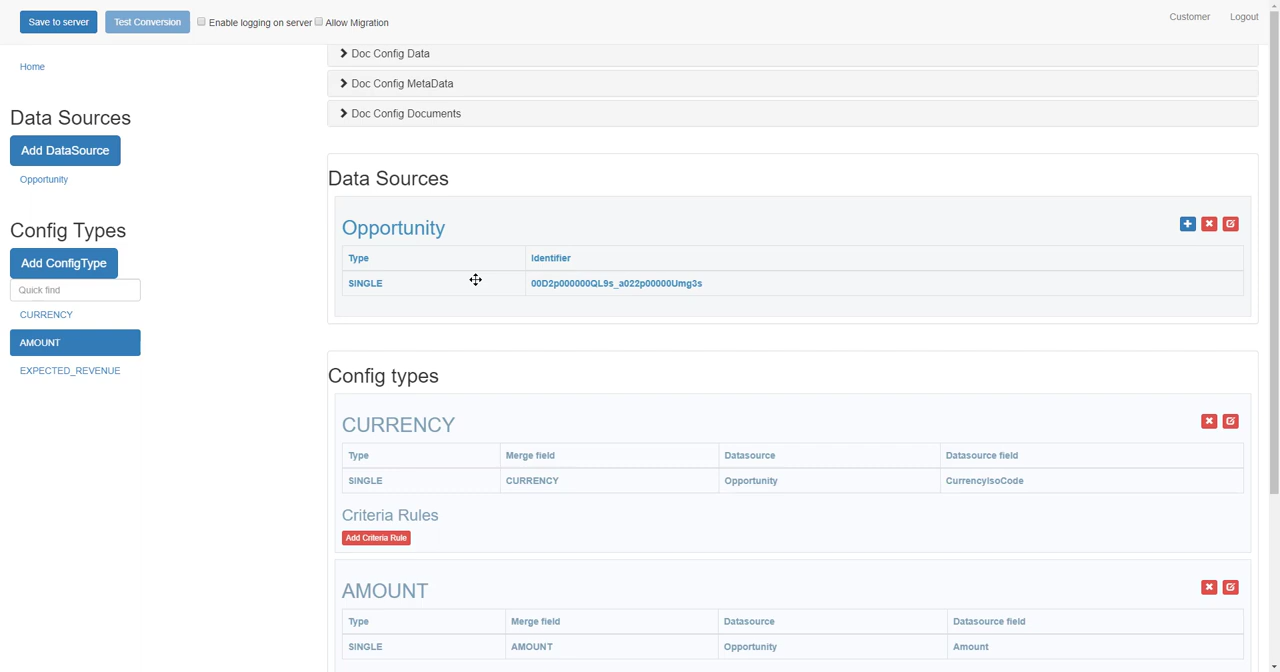 Save to server Test Conversion Enable logging on server Allow Migration Customer Logout
Home
Data Sources
Add DataSource
Opportunity
Config Types
Add ConfigType
Quick find
CURRENCY
AMOUNT
EXPECTED_REVENUE
Doc Config Data
Doc Config MetaData
Doc Config Documents
Data Sources
Opportunity
Type Identifier
SINGLE 00D2p000000QL9s_a022p00000Umg3s
Config types
CURRENCY
Type Merge field Datasource Datasource field
SINGLE CURRENCY Opportunity CurrencyIsoCode
Criteria Rules
Add Criteria Rule
AMOUNT
Type Merge field Datasource Datasource field
SINGLE AMOUNT Opportunity Amount